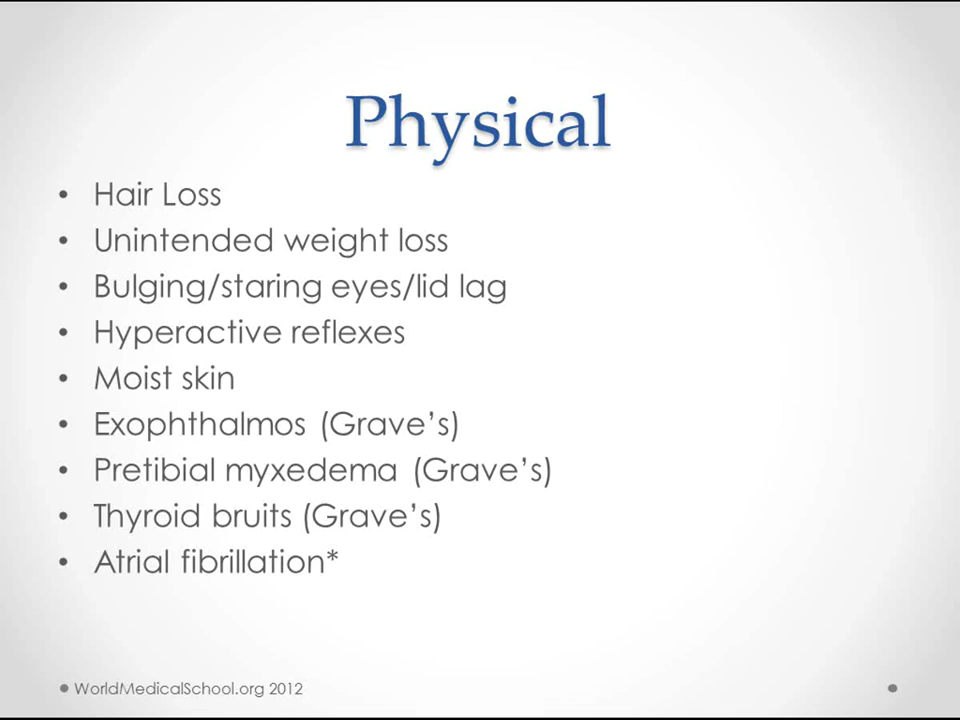 Physical
• Hair Loss
• Unintended weight loss
• Bulging/staring eyes/lid lag
• Hyperactive reflexes
• Moist skin
• Exophthalmos (Grave’s)
• Pretibial myxedema (Grave’s)
• Thyroid bruits (Grave’s)
• Atrial fibrillation*
WorldMedicalSchool.org 2012